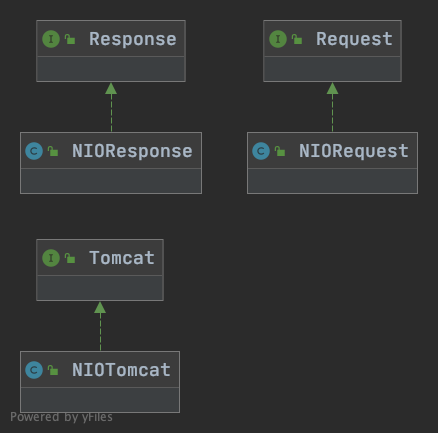 I Response
I Request
C NIOResponse
C NIORequest
I Tomcat
C NIOTomcat
Powered by yFiles